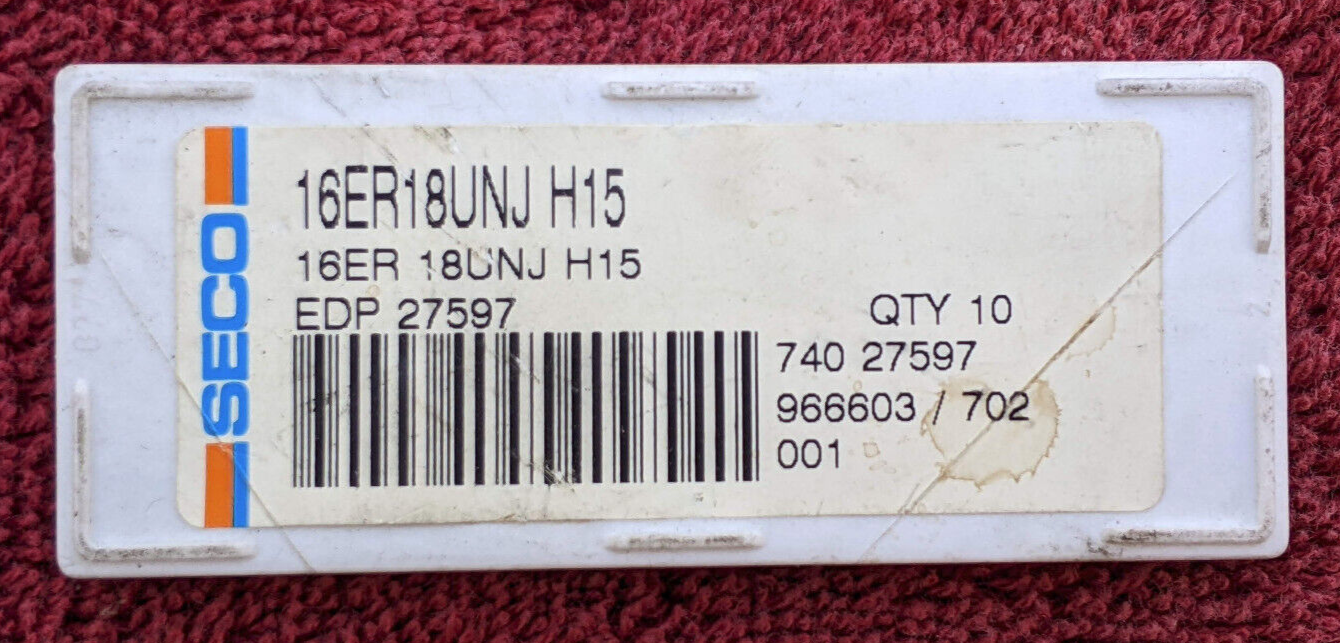 SECO
16ER18UNJ H15
16ER 18UNJ H15
EDP 27597
QTY 10
740 27597
966603 / 702
001